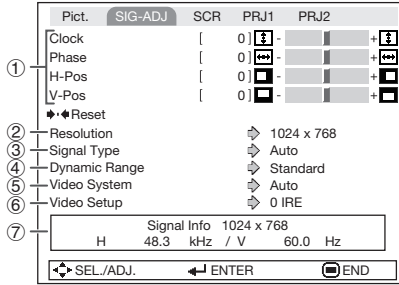 Pict. SIG-ADJ SCR PRJ1 PRJ2
Clock [ 0 ] - +
Phase [ 0 ] - +
① H-Pos [ 0 ] - +
V-Pos [ 0 ] - +
Reset
② Resolution 1024 x 768
③ Signal Type Auto
④ Dynamic Range Standard
⑤ Video System Auto
⑥ Video Setup 0 IRE
⑦ Signal Info 1024 x 768
H 48.3 kHz / V 60.0 Hz
SEL./ADJ. ENTER END